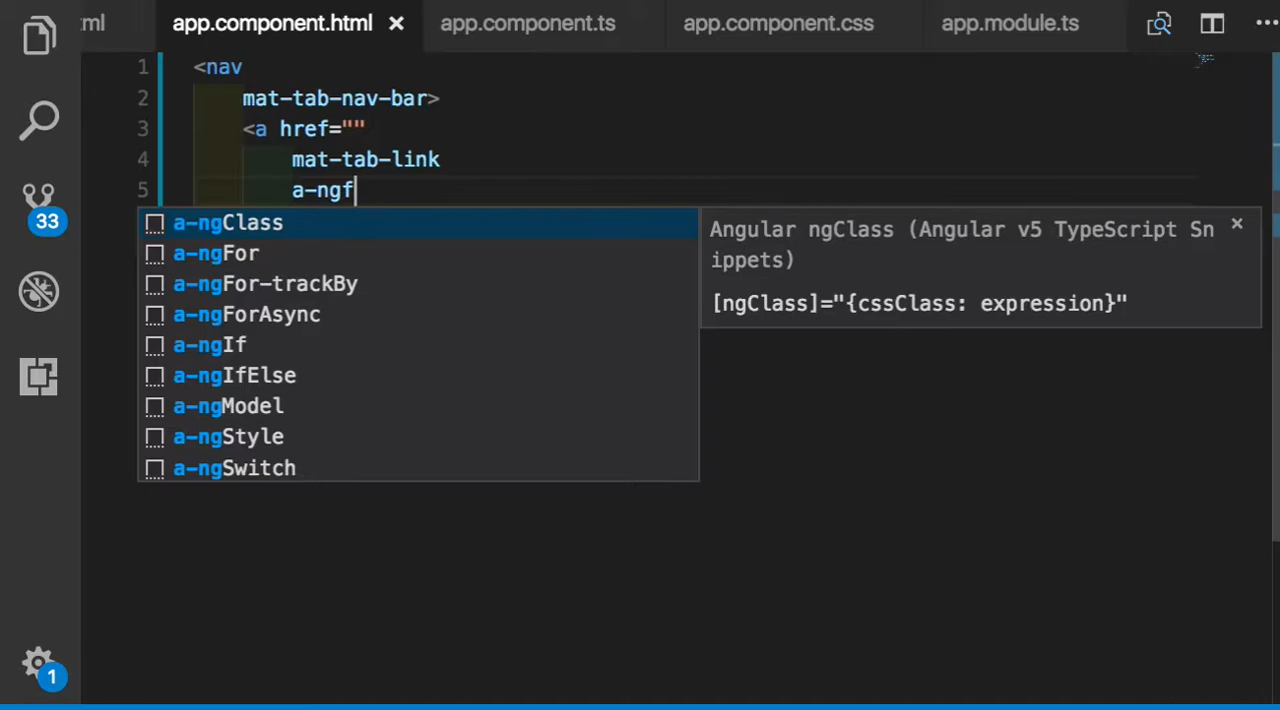 ml app.component.html × app.component.ts app.component.css app.module.ts
1 <nav
2 mat-tab-nav-bar>
3 <a href=""
4 mat-tab-link
5 a-ngf
33
a-ngClass
a-ngFor
a-ngFor-trackBy
a-ngForAsync
a-ngIf
a-ngIfElse
a-ngModel
a-ngStyle
a-ngSwitch
Angular ngClass (Angular v5 TypeScript Sn
ippets)
[ngClass]="{cssClass: expression}"
1